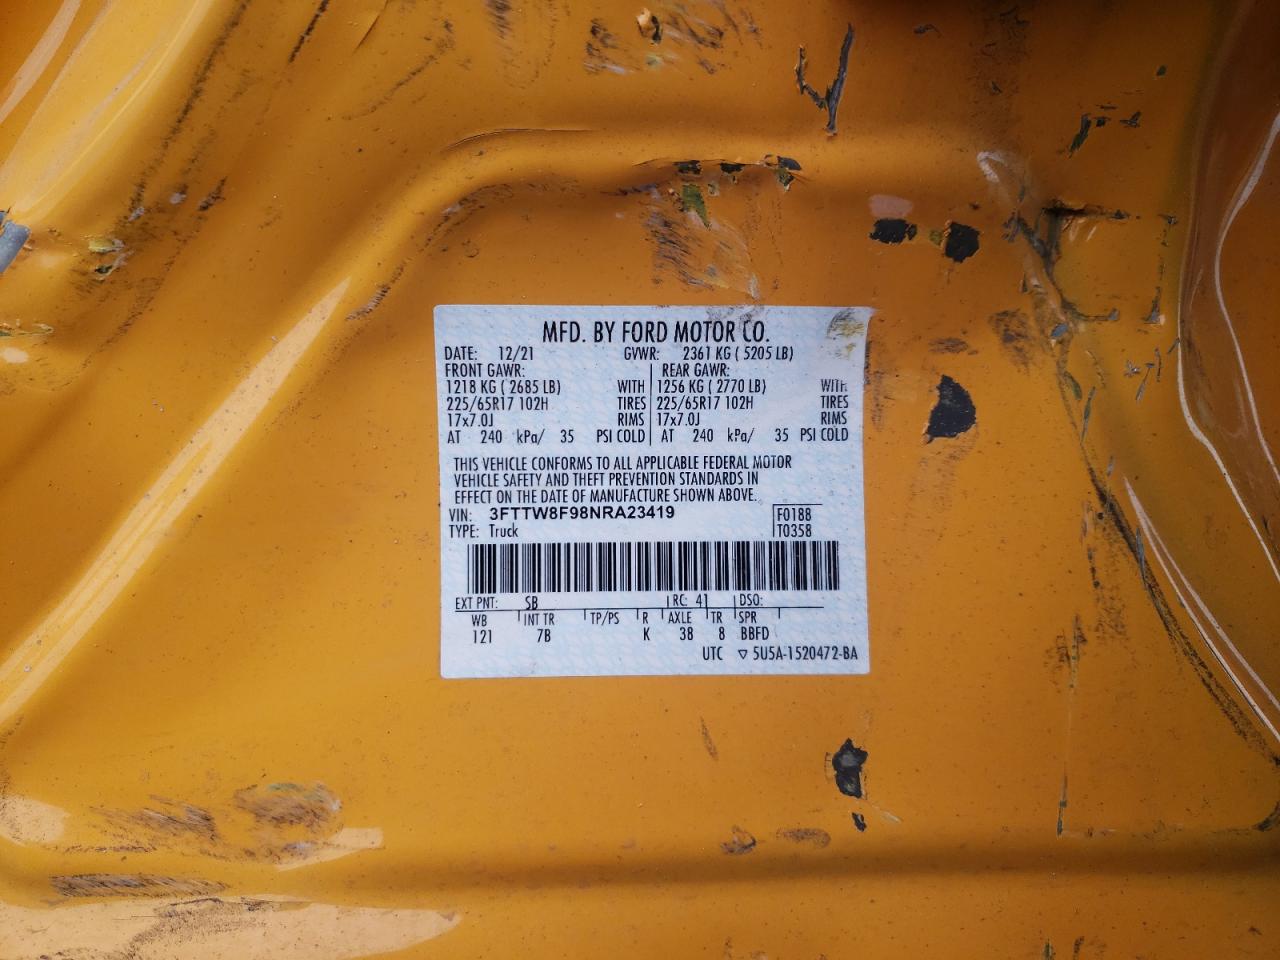 MFD. BY FORD MOTOR CO.
DATE: 12/21 GVWR: 2361 KG ( 5205 LB)
FRONT GAWR: REAR GAWR:
1218 KG ( 2685 LB) WITH 1256 KG ( 2770 LB) WITH
225/65R17 102H TIRES 225/65R17 102H TIRES
17x7.0J RIMS 17x7.0J RIMS
AT 240 kPa/ 35 PSI COLD AT 240 kPa/ 35 PSI COLD
THIS VEHICLE CONFORMS TO ALL APPLICABLE FEDERAL MOTOR
VEHICLE SAFETY AND THEFT PREVENTION STANDARDS IN
EFFECT ON THE DATE OF MANUFACTURE SHOWN ABOVE.
VIN: 3FTTW8F98NRA23419 F0188
TYPE: Truck T0358
EXT PNT: SB RC: 41 DSO:
WB INT TR TP/PS R AXLE TR SPR
121 7B K 38 8 BBFD
UTC ▽ 5U5A-1520472-BA